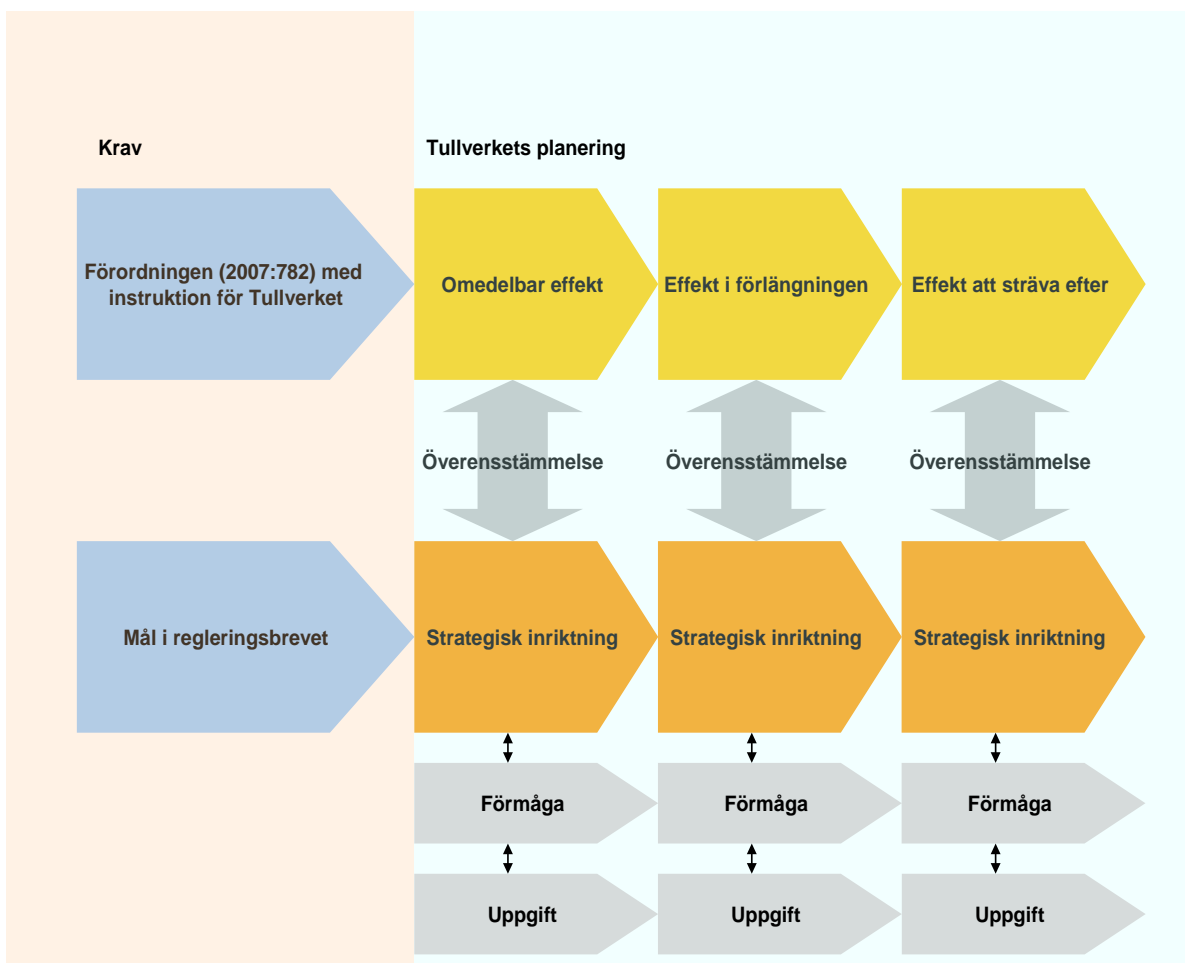 Krav
Tullverkets planering
Förordningen (2007:782) med
instruktion för Tullverket
Omedelbar effekt
Effekt i förlängningen
Effekt att sträva efter
Överensstämmelse
Överensstämmelse
Överensstämmelse
Mål i regleringsbrevet
Strategisk inriktning
Strategisk inriktning
Strategisk inriktning
Förmåga
Förmåga
Förmåga
Uppgift
Uppgift
Uppgift